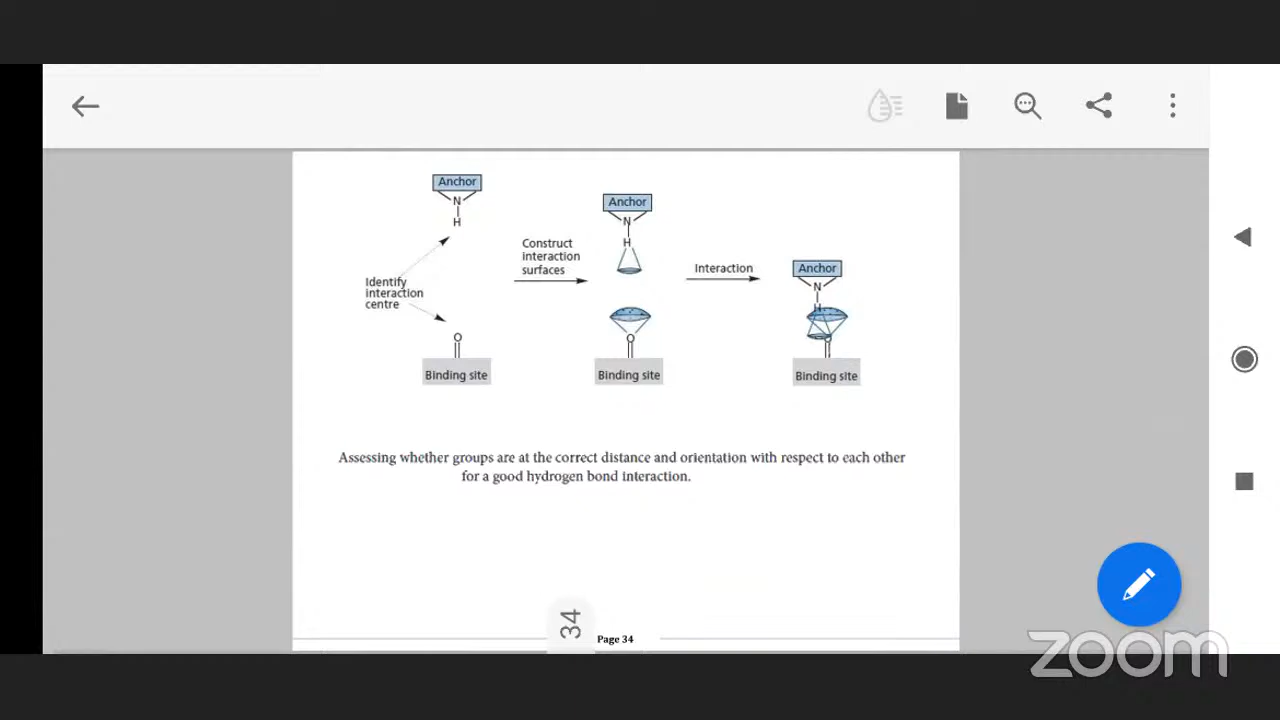 Anchor
N
H
Identify
interaction
centre
O
Binding site
Construct
interaction
surfaces
Anchor
N
H
O
Binding site
Interaction
Anchor
N
H
O
Binding site
Assessing whether groups are at the correct distance and orientation with respect to each other
for a good hydrogen bond interaction.
34
Page 34
zoom